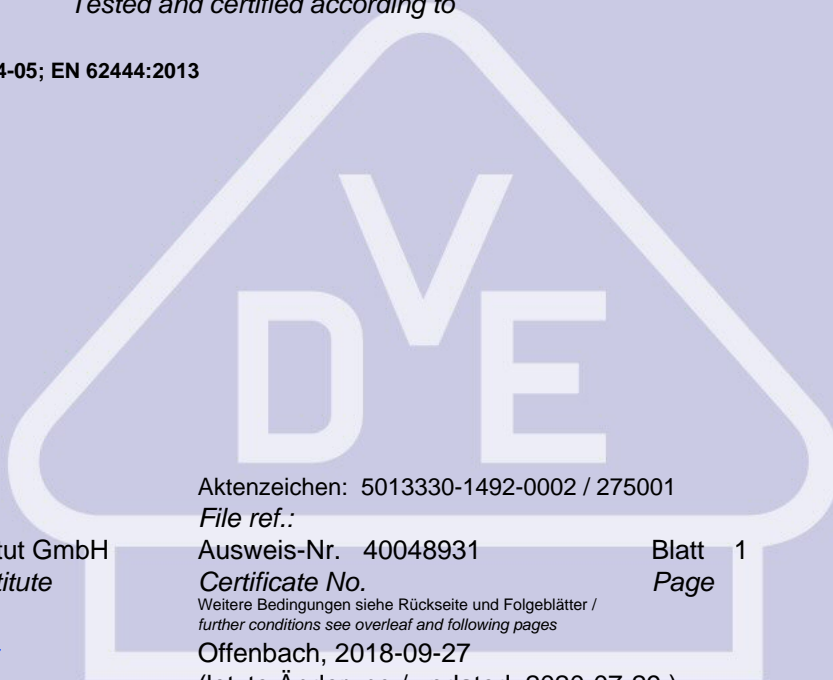 Tested and certified according to
4-05; EN 62444:2013
VDE
Aktenzeichen: 5013330-1492-0002 / 275001
File ref.:
tut GmbH Ausweis-Nr. 40048931 Blatt 1
titute Certificate No. Page
Weitere Bedingungen siehe Rückseite und Folgeblätter /
further conditions see overleaf and following pages
Offenbach, 2018-09-27